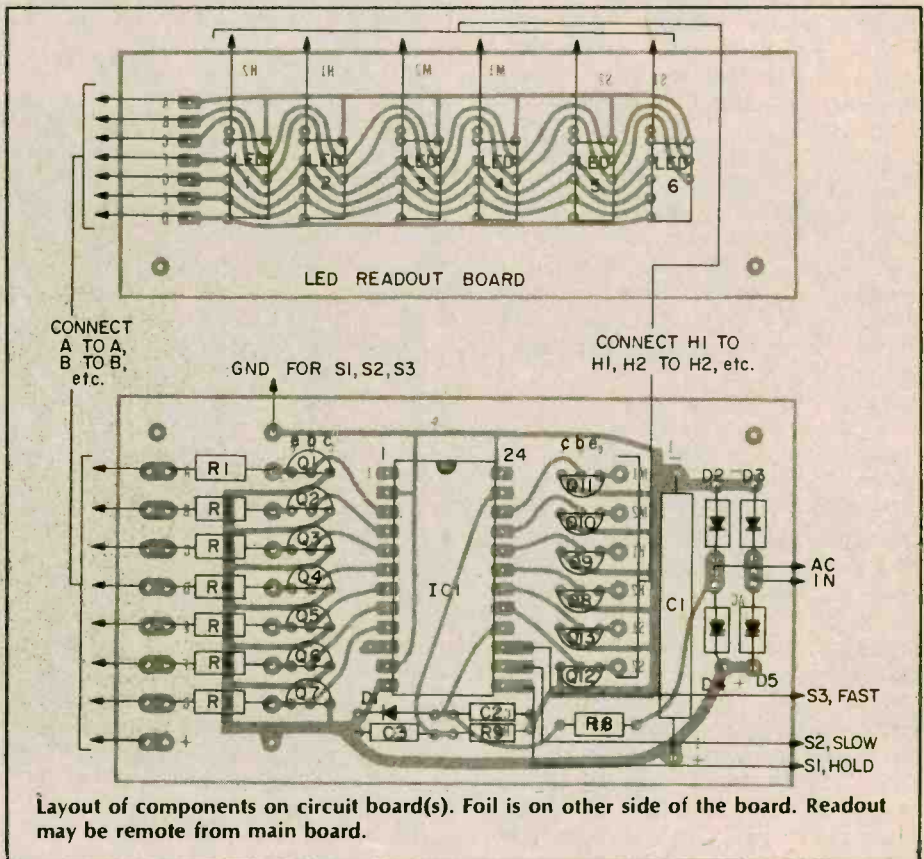 H2 H1 M2 M1 S2 S1
A
B
C
LED LED LED LED LED LED
1 2 3 4 5 6
LED READOUT BOARD
CONNECT
A TO A,
B TO B,
etc.
CONNECT H1 TO
H1, H2 TO H2, etc.
GND FOR S1, S2, S3
e b c
1
24
c b e
R1
Q1
Q11
D2 D3
R
Q2
Q10
R
Q3
Q9
AC
IN
R
Q4
IC1
Q8
C1
R
Q5
Q13
R
Q6
Q12
D
D5
R
Q7
D1
S3, FAST
C2
C3
R9
R8
S2, SLOW
S1, HOLD
Layout of components on circuit board(s). Foil is on other side of the board. Readout
may be remote from main board.